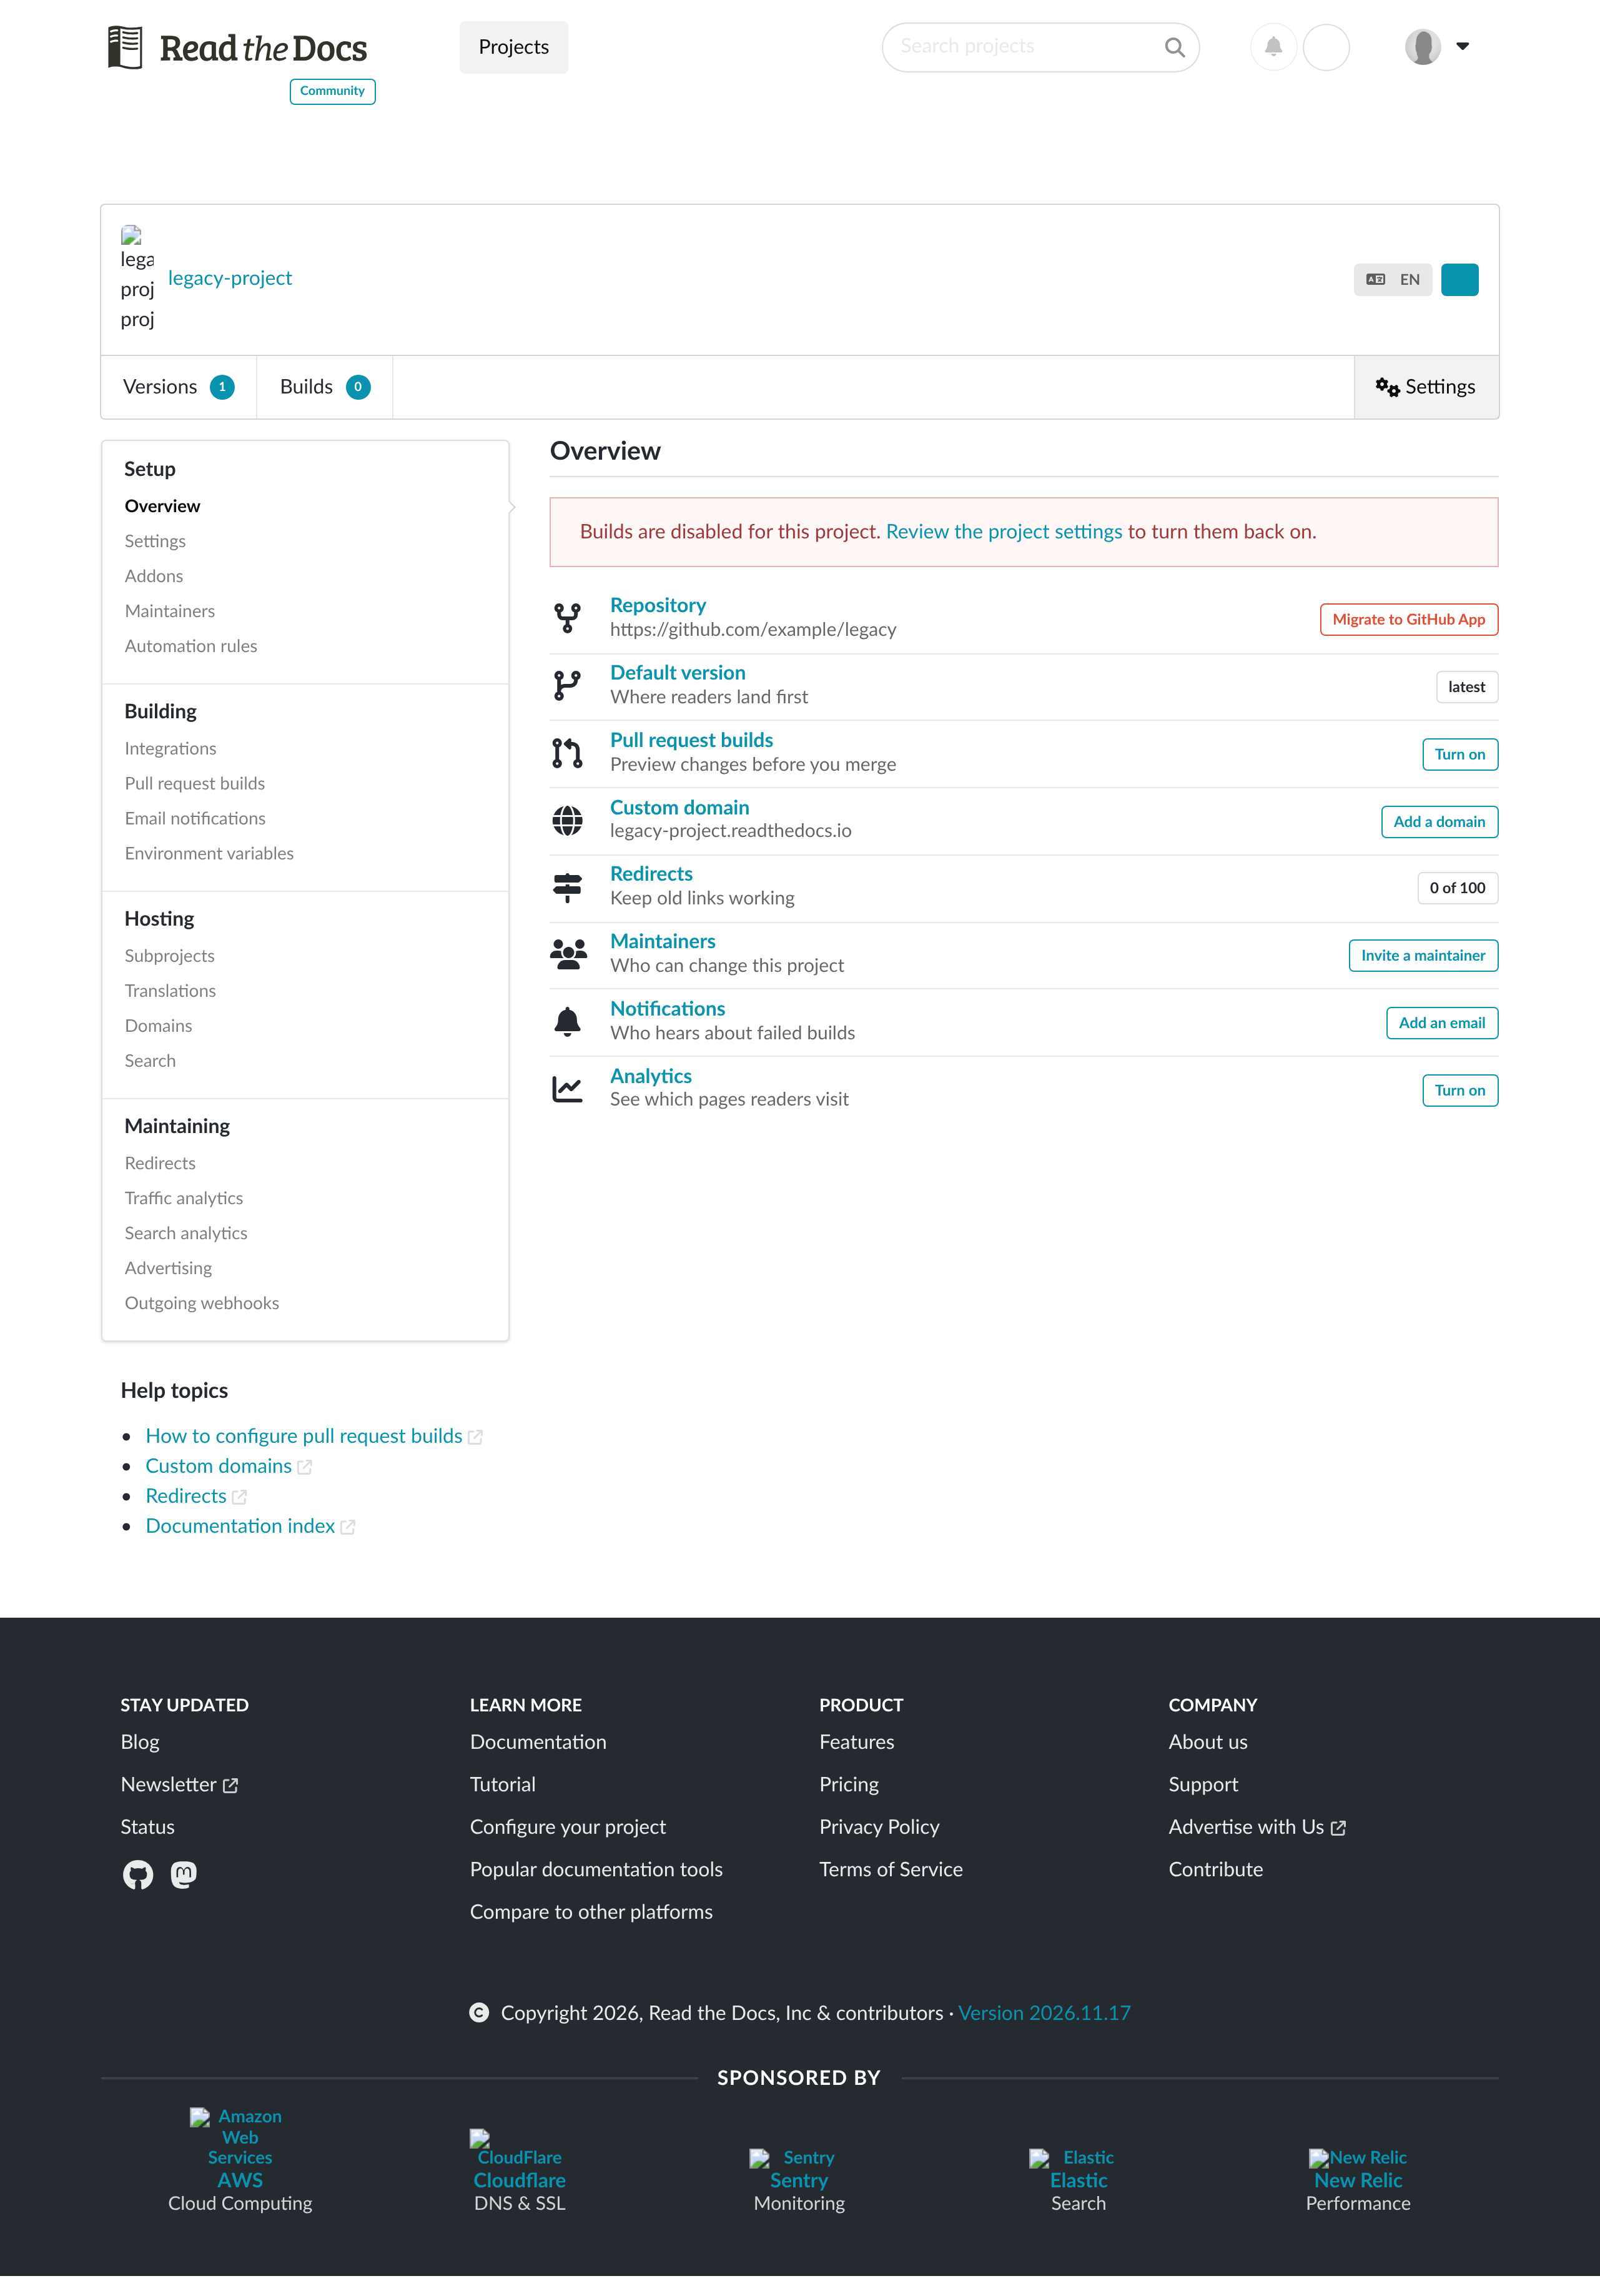 Read the Docs
Community
Projects
Search projects
lega
proj
proj
legacy-project
EN
Versions 1
Builds 0
Settings
Setup
Overview
Settings
Addons
Maintainers
Automation rules
Building
Integrations
Pull request builds
Email notifications
Environment variables
Hosting
Subprojects
Translations
Domains
Search
Maintaining
Redirects
Traffic analytics
Search analytics
Advertising
Outgoing webhooks
Help topics
How to configure pull request builds
Custom domains
Redirects
Documentation index
Overview
Builds are disabled for this project. Review the project settings to turn them back on.
Repository
https://github.com/example/legacy
Migrate to GitHub App
Default version
Where readers land first
latest
Pull request builds
Preview changes before you merge
Turn on
Custom domain
legacy-project.readthedocs.io
Add a domain
Redirects
Keep old links working
0 of 100
Maintainers
Who can change this project
Invite a maintainer
Notifications
Who hears about failed builds
Add an email
Analytics
See which pages readers visit
Turn on
STAY UPDATED
Blog
Newsletter
Status
LEARN MORE
Documentation
Tutorial
Configure your project
Popular documentation tools
Compare to other platforms
PRODUCT
Features
Pricing
Privacy Policy
Terms of Service
COMPANY
About us
Support
Advertise with Us
Contribute
Copyright 2026, Read the Docs, Inc & contributors · Version 2026.11.17
SPONSORED BY
Amazon
Web
Services
AWS
Cloud Computing
CloudFlare
Cloudflare
DNS & SSL
Sentry
Sentry
Monitoring
Elastic
Elastic
Search
New Relic
New Relic
Performance